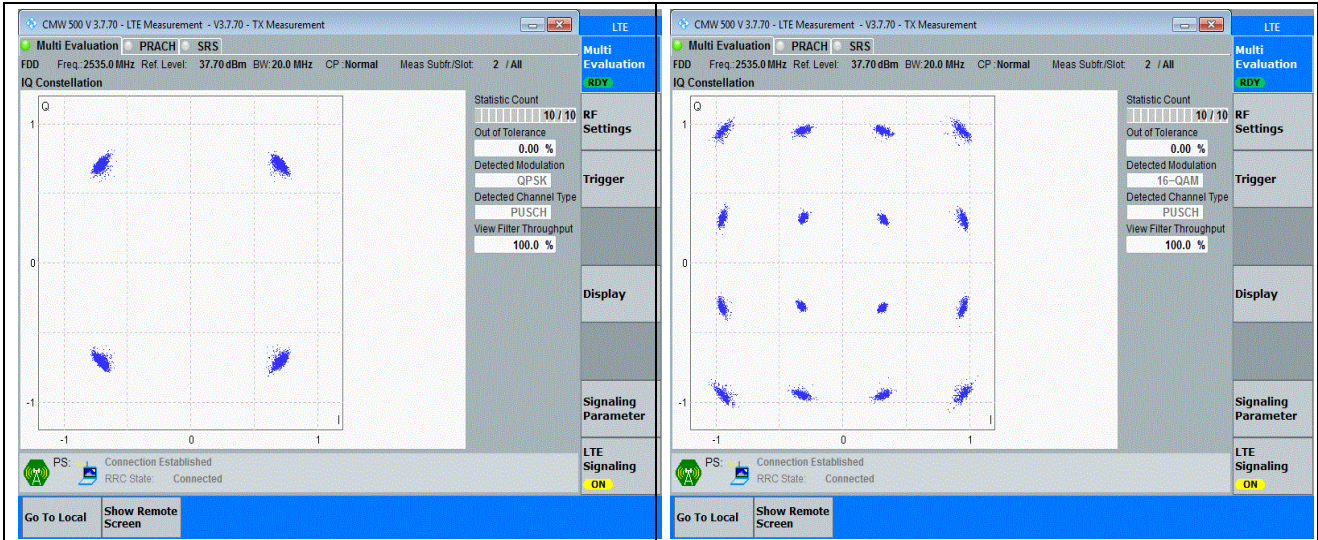 CMW 500 V 3.7.70 - LTE Measurement - V3.7.70 - TX Measurement
LTE
Multi Evaluation PRACH SRS
Multi
Evaluation
RDY
FDD Freq.:2535.0 MHz Ref. Level: 37.70 dBm BW:20.0 MHz CP :Normal Meas Subfr./Slot: 2 / All
IQ Constellation
Q
1
0
-1
-1
0
1
I
Statistic Count
10 / 10
Out of Tolerance
0.00 %
Detected Modulation
QPSK
Detected Channel Type
PUSCH
View Filter Throughput
100.0 %
RF
Settings
Trigger
Display
Signaling
Parameter
LTE
Signaling
ON
PS: Connection Established
RRC State: Connected
Go To Local
Show Remote
Screen
CMW 500 V 3.7.70 - LTE Measurement - V3.7.70 - TX Measurement
LTE
Multi Evaluation PRACH SRS
Multi
Evaluation
RDY
FDD Freq.:2535.0 MHz Ref. Level: 37.70 dBm BW:20.0 MHz CP :Normal Meas Subfr./Slot: 2 / All
IQ Constellation
Q
1
0
-1
-1
0
1
I
Statistic Count
10 / 10
Out of Tolerance
0.00 %
Detected Modulation
16-QAM
Detected Channel Type
PUSCH
View Filter Throughput
100.0 %
RF
Settings
Trigger
Display
Signaling
Parameter
LTE
Signaling
ON
PS: Connection Established
RRC State: Connected
Go To Local
Show Remote
Screen